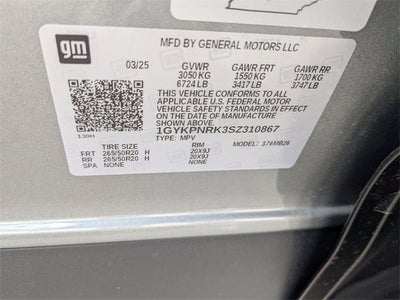 gm
MFD BY GENERAL MOTORS LLC
03/25 GVWR GAWR FRT GAWR RR
3050 KG 1550 KG 1700 KG
6724 LB 3417 LB 3747 LB
THIS VEHICLE CONFORMS TO ALL
APPLICABLE U.S. FEDERAL MOTOR
VEHICLE SAFETY STANDARDS IN EFFECT
ON THE DATE OF MANUFACTURE
SHOWN ABOVE.
1GYKPNRK3SZ310867
TYPE: MPV MODEL: 376MB26
130H
TIRE SIZE RIM
FRT 265/50R20 H 20X9J
RR 265/50R20 H 20X9J
SPA NONE NONE